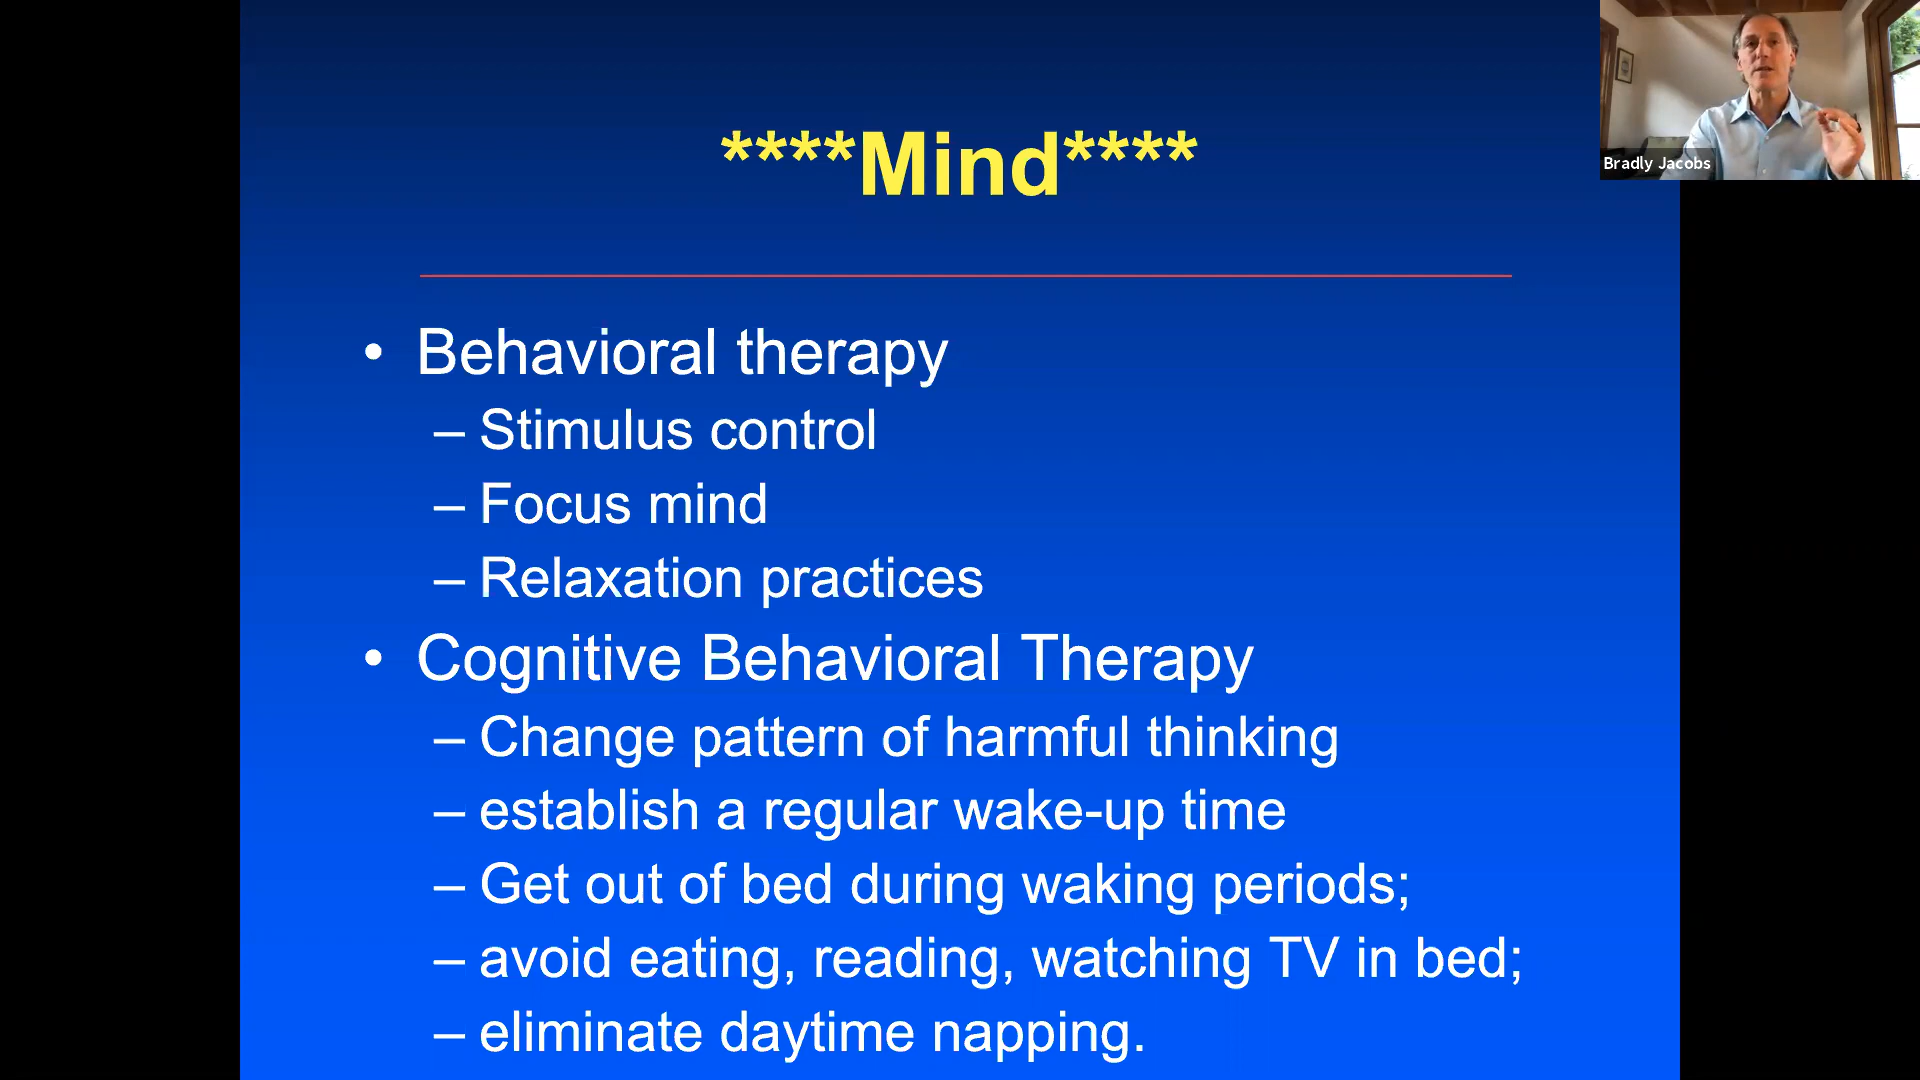 ****Mind****
Bradly Jacobs
• Behavioral therapy
– Stimulus control
– Focus mind
– Relaxation practices
• Cognitive Behavioral Therapy
– Change pattern of harmful thinking
– establish a regular wake-up time
– Get out of bed during waking periods;
– avoid eating, reading, watching TV in bed;
– eliminate daytime napping.